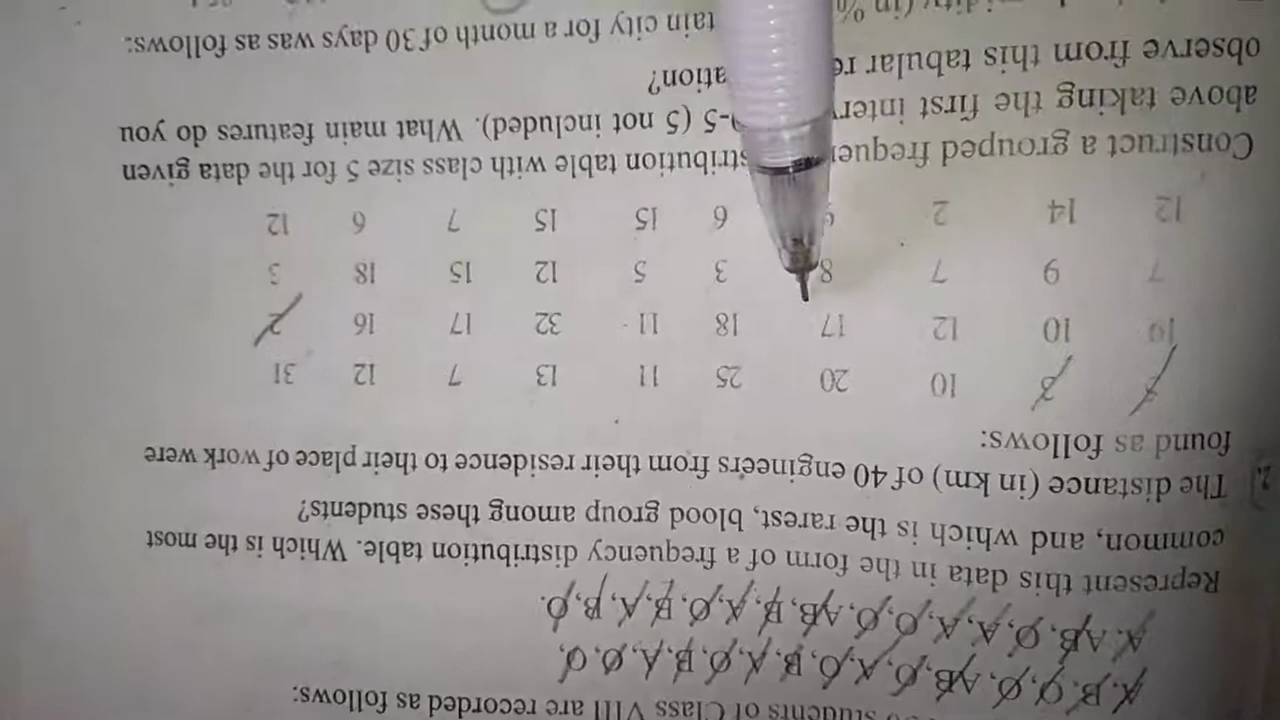 students of Class VIII are recorded as follows:
A, B, O, O, AB, O, A, O, B, A, O, B, A, O, O,
A, AB, O, A, A, O, O, AB, B, A, O, B, A, B, O.
Represent this data in the form of a frequency distribution table. Which is the most
common, and which is the rarest, blood group among these students?
2. The distance (in km) of 40 engineers from their residence to their place of work were
found as follows:
5 3 10 20 25 11 13 7 12 31
19 10 12 17 18 11 32 17 16 2
7 9 7 8 3 5 12 15 18 3
12 14 2 9 6 15 15 7 6 12
Construct a grouped distribution table with class size 5 for the data given
above taking the first 0-5 (5 not included). What main features do you
observe from this tabular
city for a month of 30 days was as follows: